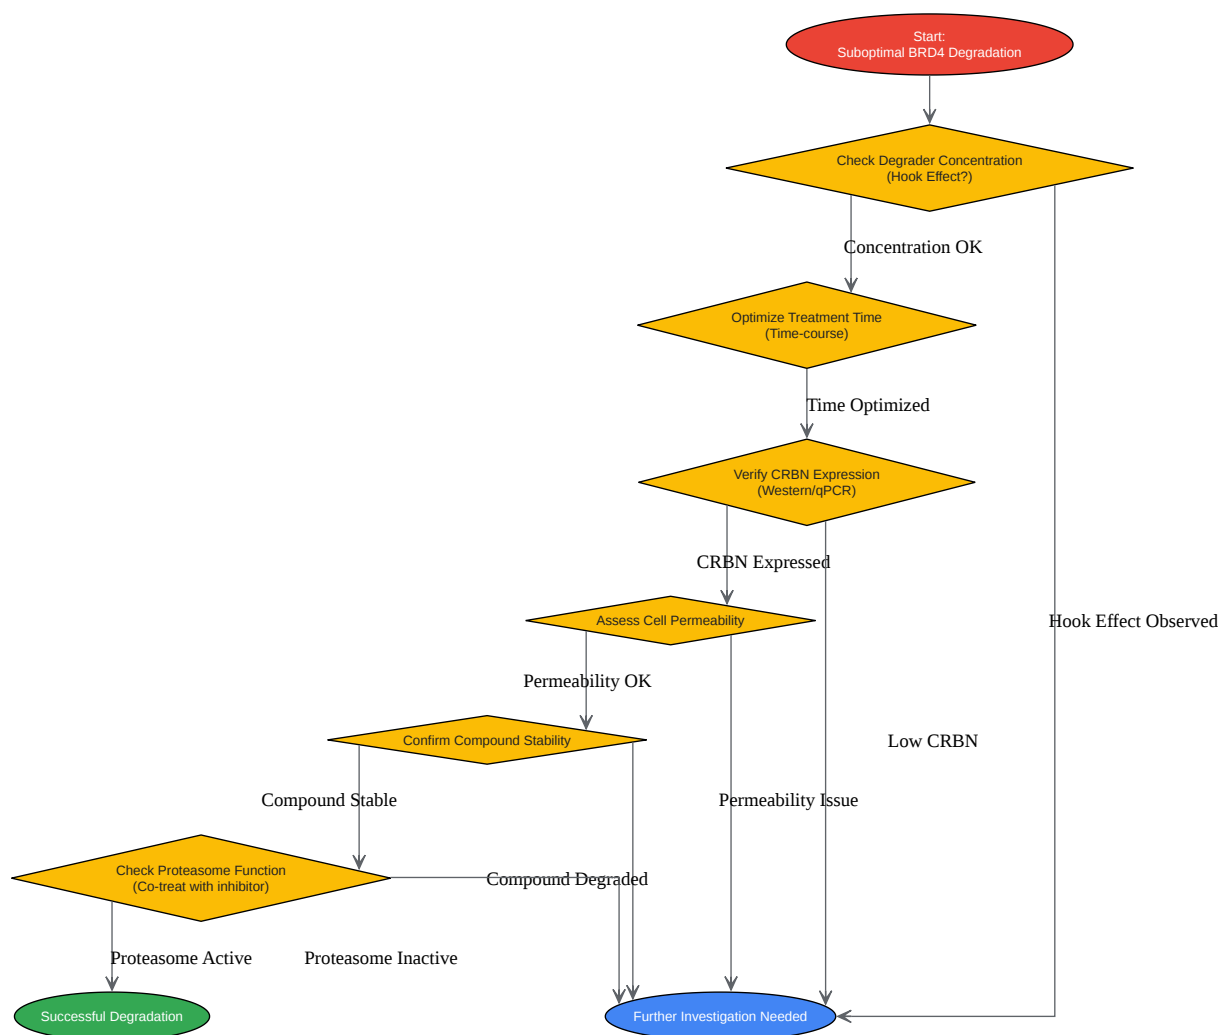 Start:
Suboptimal BRD4 Degradation
Check Degrader Concentration
(Hook Effect?)
Concentration OK
Optimize Treatment Time
(Time-course)
Time Optimized
Verify CRBN Expression
(Western/qPCR)
CRBN Expressed
Assess Cell Permeability
Hook Effect Observed
Permeability OK
Confirm Compound Stability
Low CRBN
Compound Stable
Permeability Issue
Check Proteasome Function
(Co-treat with inhibitor)
Compound Degraded
Proteasome Active
Proteasome Inactive
Successful Degradation
Further Investigation Needed